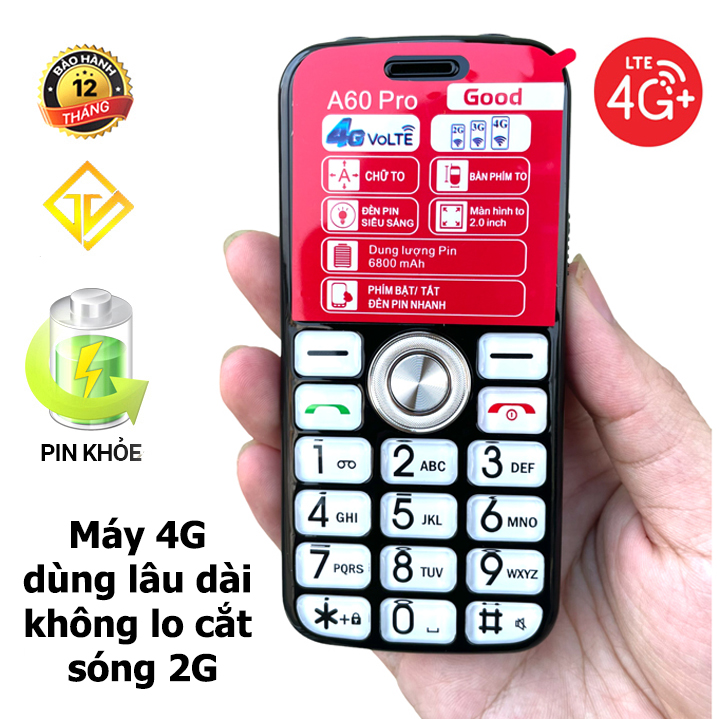 BẢO HÀNH
12
THÁNG
PIN KHỎE
Máy 4G
dùng lâu dài
không lo cắt
sóng 2G
A60 Pro
Good
4G VoLTE
2G 3G 4G
CHỮ TO
BÀN PHÍM TO
ĐÈN PIN
SIÊU SÁNG
Màn hình to
2.0 inch
Dung lượng Pin
6800 mAh
PHÍM BẬT/ TẮT
ĐÈN PIN NHANH
1
2 ABC
3 DEF
4 GHI
5 JKL
6 MNO
7 PQRS
8 TUV
9 WXYZ
*+
0
#
LTE
4G+